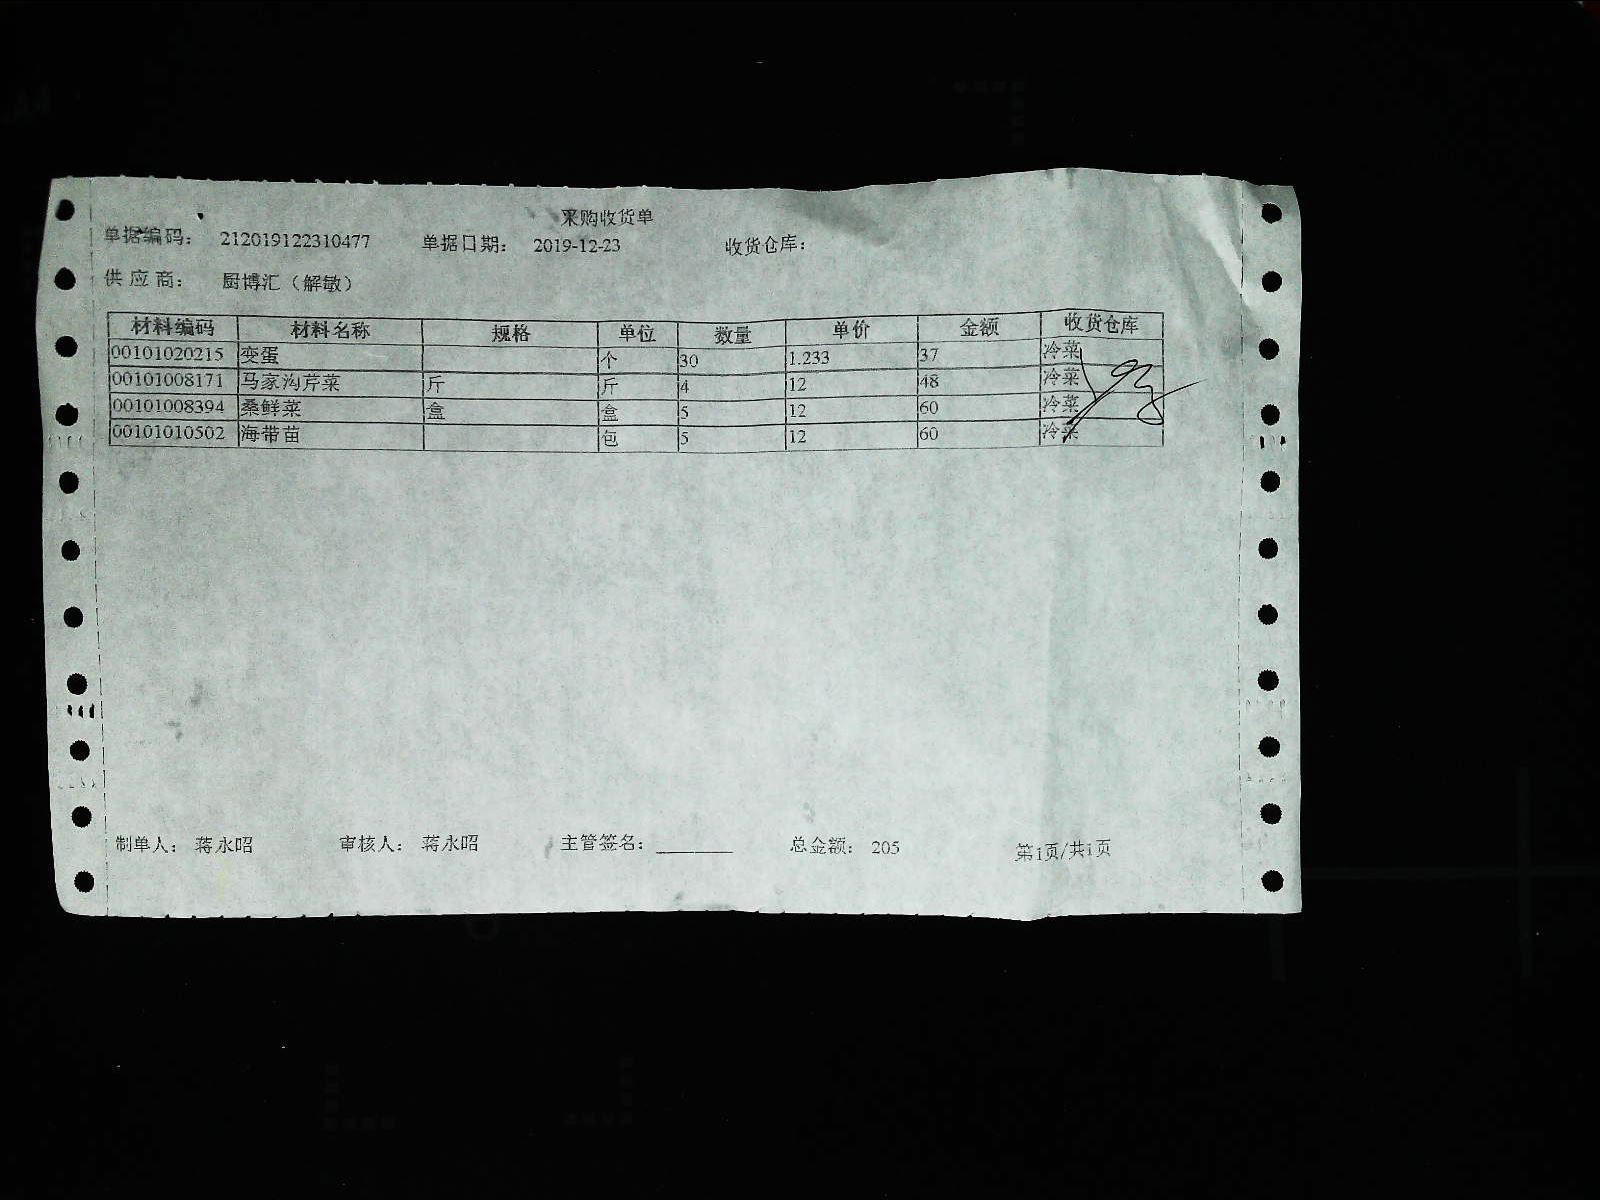 采购收货单
单据编码： 212019122310477 单据日期： 2019-12-23 收货仓库：
供应商： 厨博汇（解敏）
材料编码 材料名称 规格 单位 数量 单价 金额 收货仓库
00101020215 变蛋 个 30 1.233 37 冷菜
00101008171 马家沟芹菜 斤 斤 4 12 48 冷菜
00101008394 桑鲜菜 盒 盒 5 12 60 冷菜
00101010502 海带苗 包 5 12 60 冷菜
制单人： 蒋永昭 审核人： 蒋永昭 主管签名：________ 总金额： 205 第1页/共1页